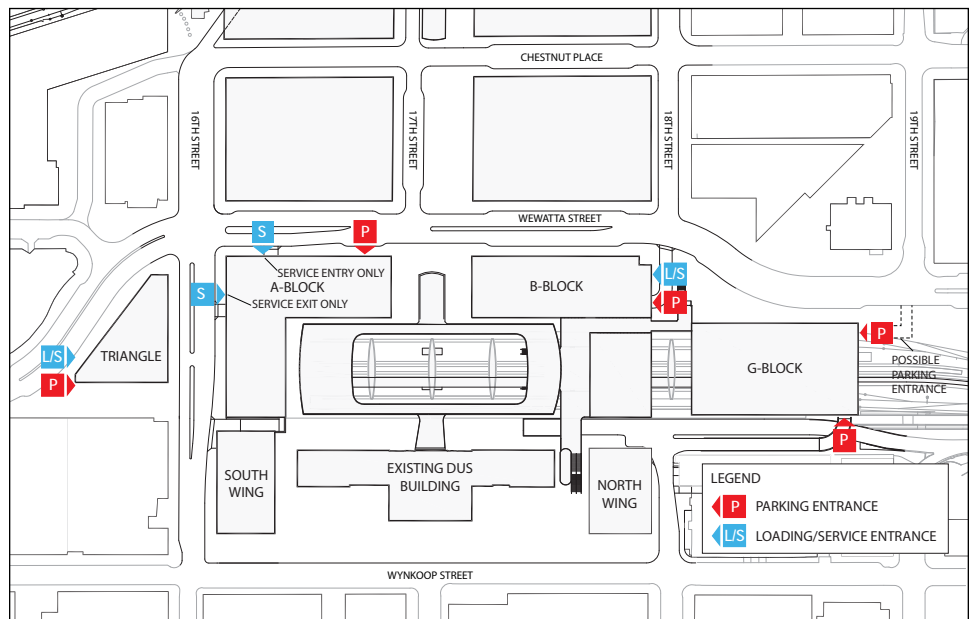 CHESTNUT PLACE
16TH STREET
17TH STREET
18TH STREET
19TH STREET
WEWATTA STREET
S
P
SERVICE ENTRY ONLY
A-BLOCK
S
SERVICE EXIT ONLY
B-BLOCK
L/S
P
TRIANGLE
L/S
P
G-BLOCK
P
POSSIBLE
PARKING
ENTRANCE
P
SOUTH
WING
EXISTING DUS
BUILDING
NORTH
WING
LEGEND
P PARKING ENTRANCE
L/S LOADING/SERVICE ENTRANCE
WYNKOOP STREET